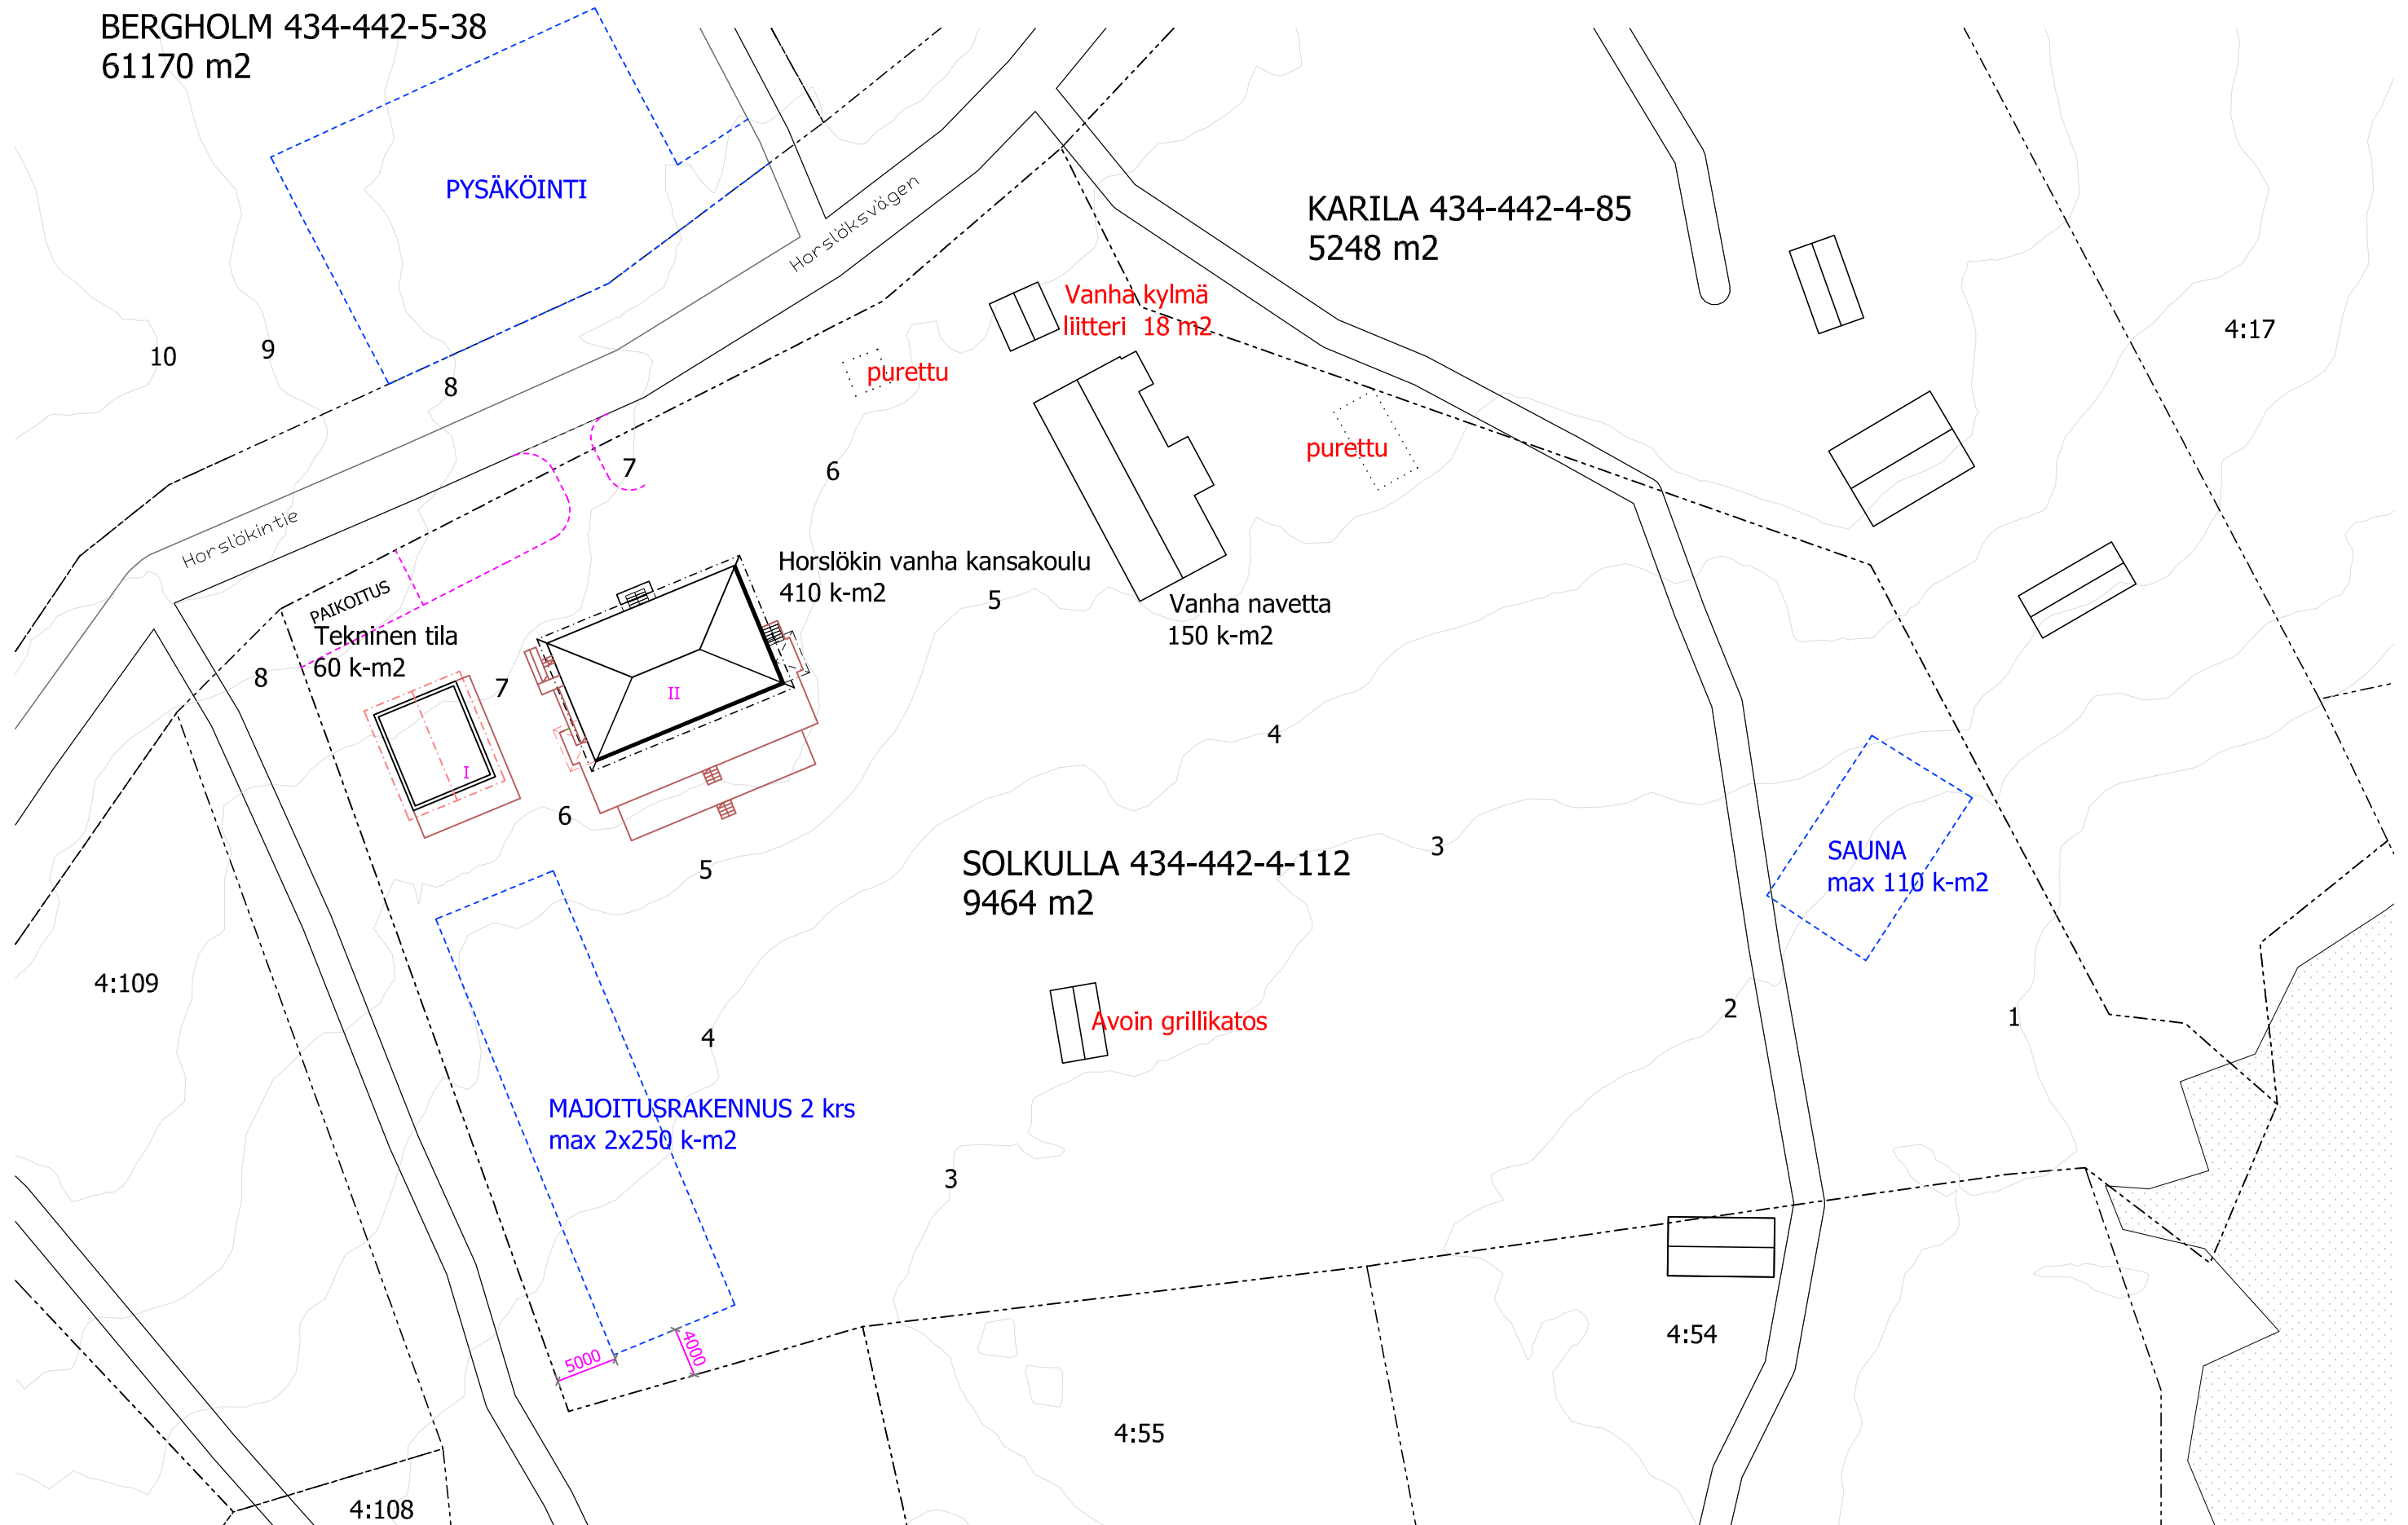 BERGHOLM 434-442-5-38
61170 m2
PYSÄKÖINTI
Horslöksvägen
KARILA 434-442-4-85
5248 m2
Vanha kylmä
liitteri 18 m2
4:17
10
9
8
purettu
purettu
7
6
Horslökintie
PAIKOITUS
Horslökin vanha kansakoulu
410 k-m2
5
Vanha navetta
150 k-m2
Tekninen tila
60 k-m2
8
7
II
I
4
6
5
3
SOLKULLA 434-442-4-112
9464 m2
SAUNA
max 110 k-m2
4:109
4
Avoin grillikatos
2
1
MAJOITUSRAKENNUS 2 krs
max 2x250 k-m2
3
5000
4000
4:54
4:55
4:108